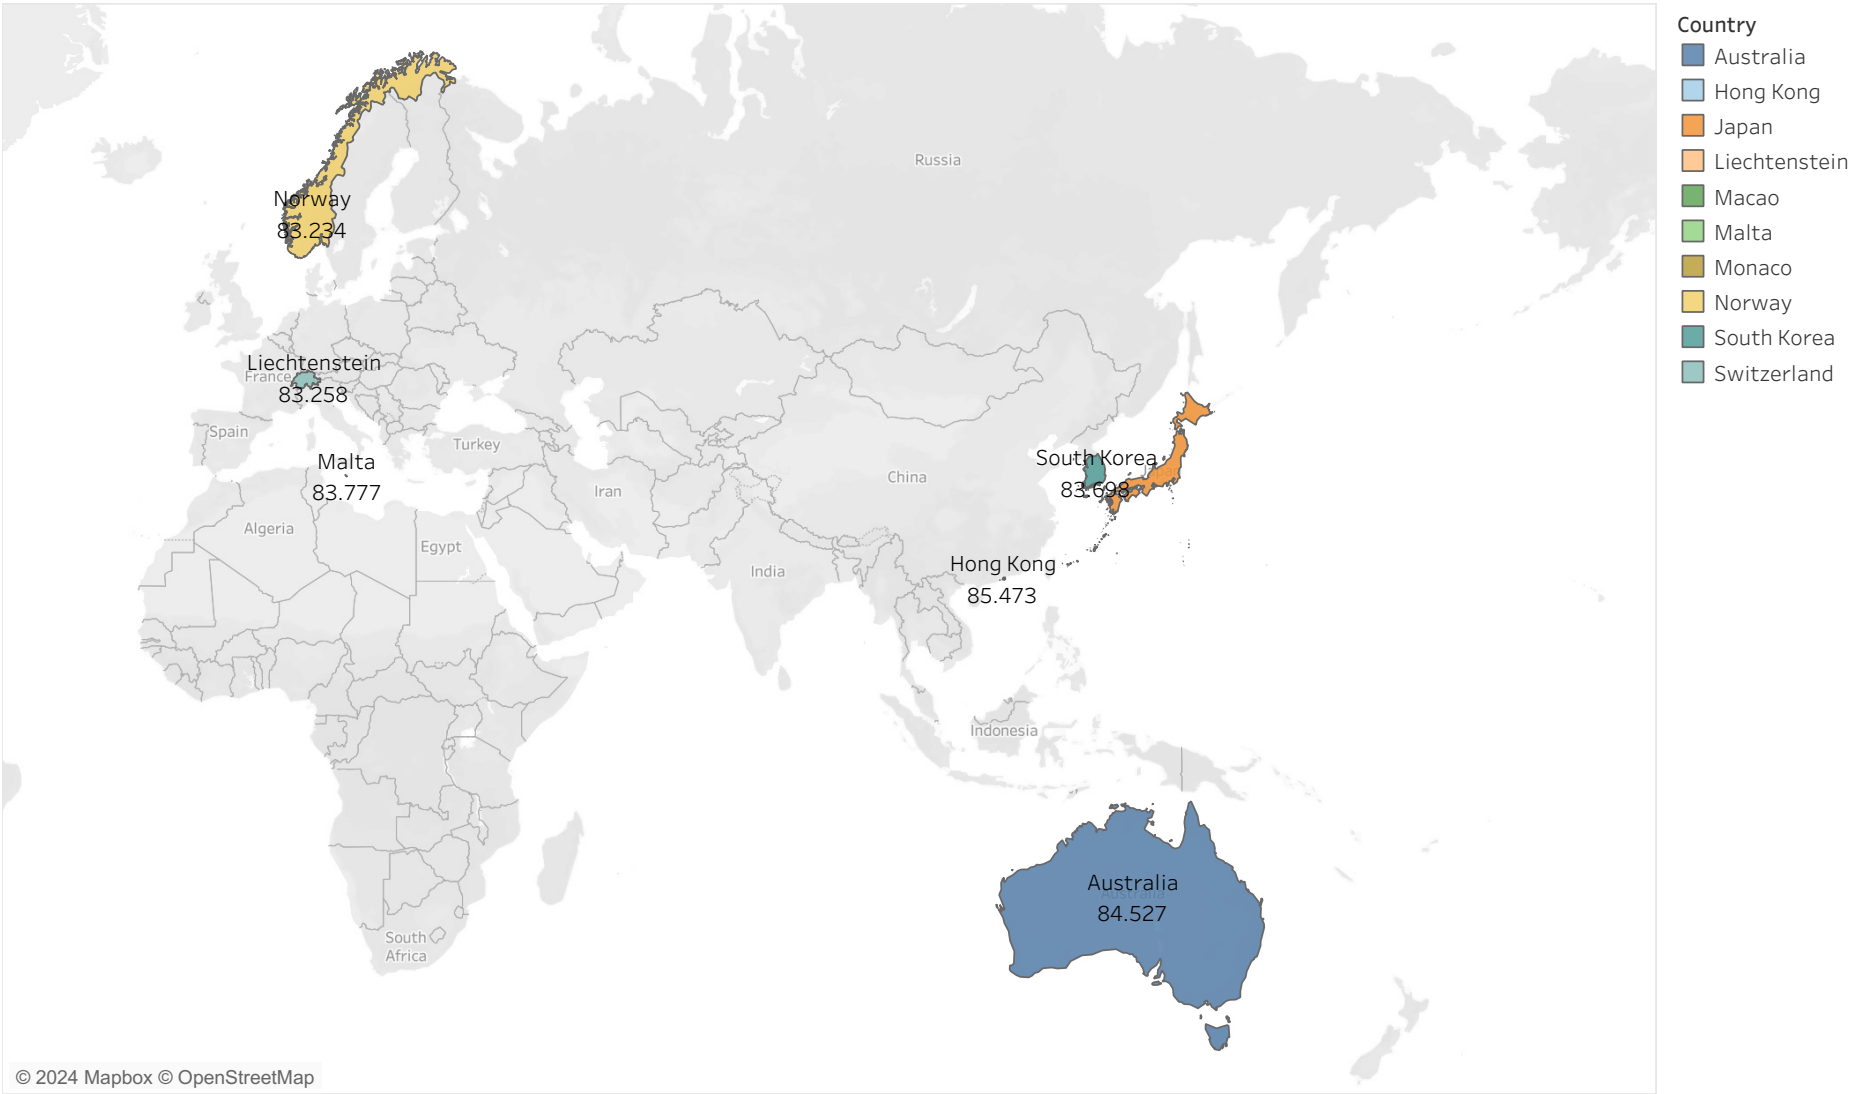 Country
Australia
Hong Kong
Japan
Liechtenstein
Macao
Malta
Monaco
Norway
South Korea
Switzerland
Russia
Norway
83.234
Liechtenstein
83.258
France
Spain
Turkey
Malta
83.777
Iran
China
South Korea
83.698
Algeria
Egypt
India
Hong Kong
85.473
Indonesia
Australia
84.527
Australia
South
Africa
© 2024 Mapbox © OpenStreetMap